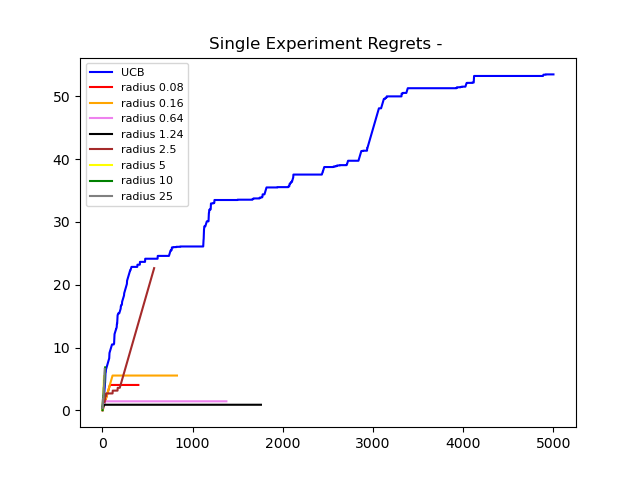 Single Experiment Regrets -
UCB
radius 0.08
radius 0.16
radius 0.64
radius 1.24
radius 2.5
radius 5
radius 10
radius 25
50
40
30
20
10
0
0 1000 2000 3000 4000 5000